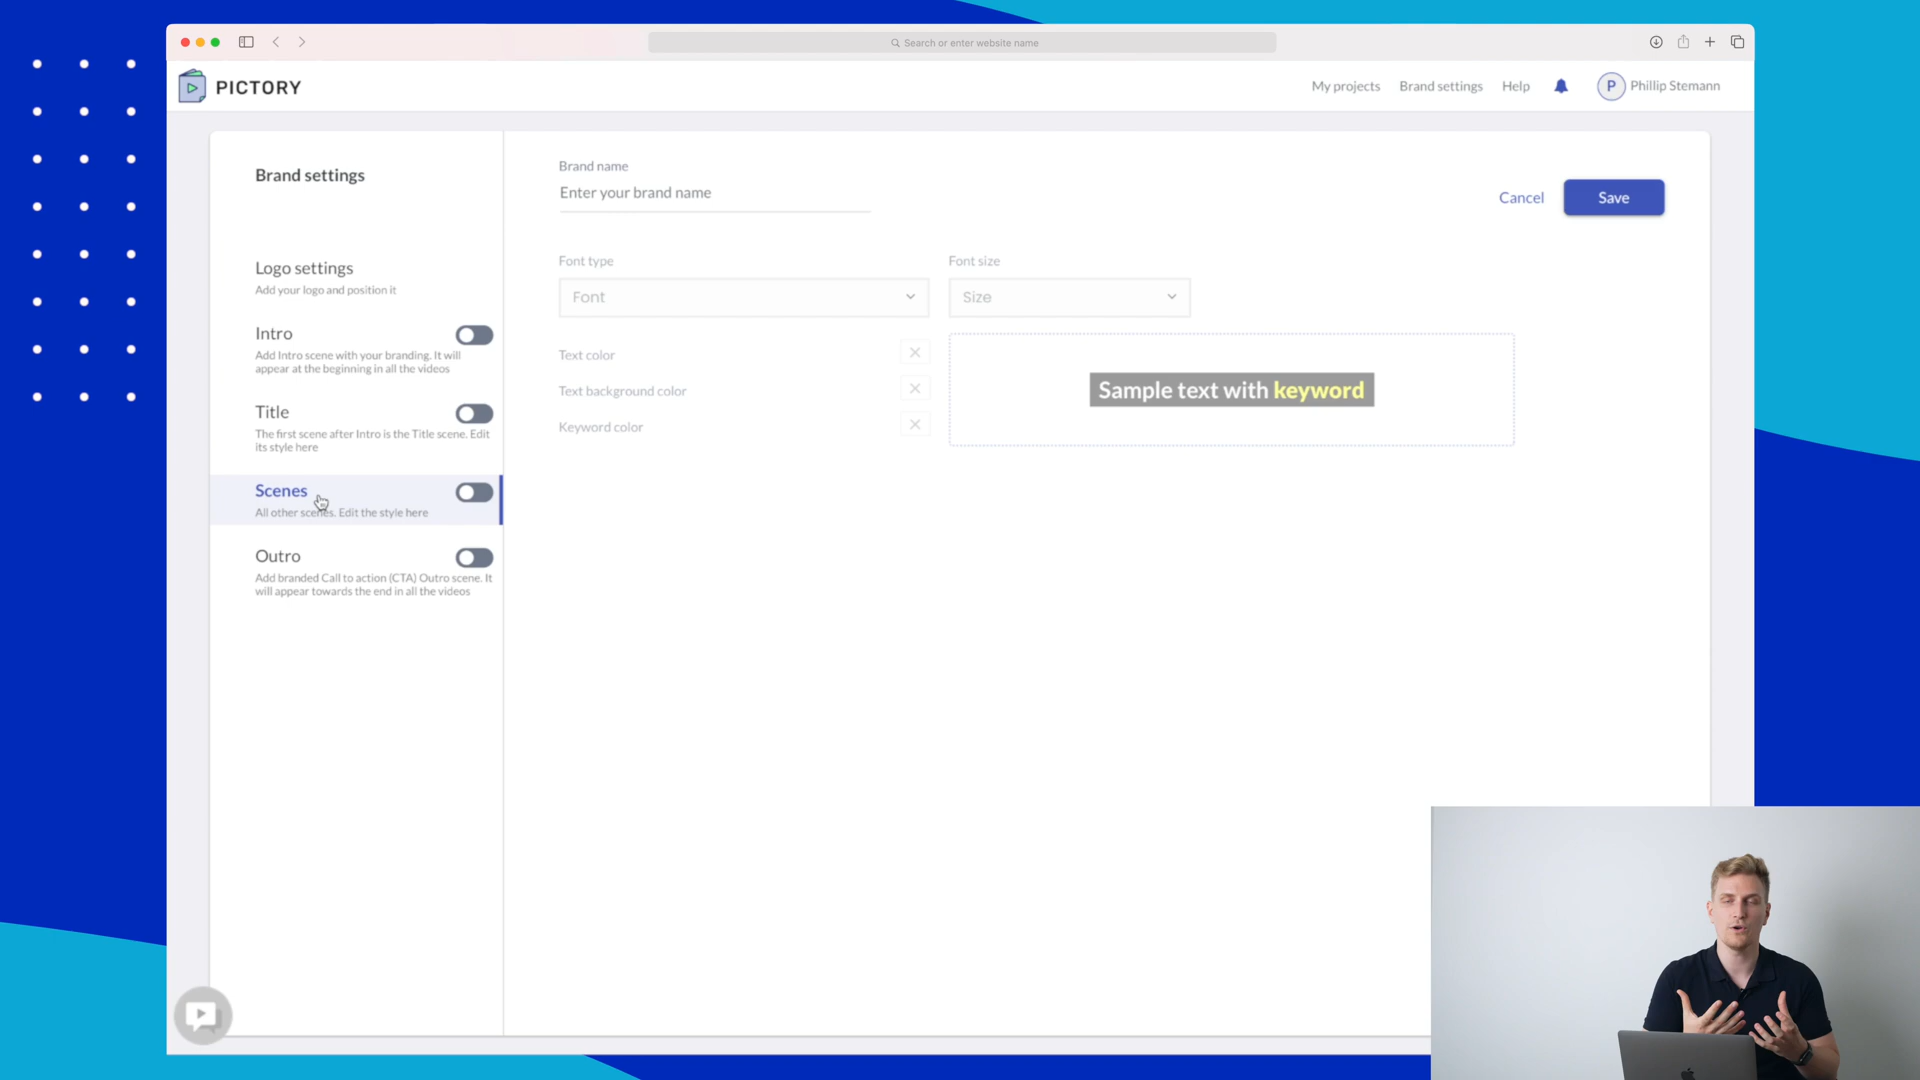 Search or enter website name
PICTORY
My projects
Brand settings
Help
P
Phillip Stemann
Brand settings
Logo settings
Add your logo and position it
Intro
Add Intro scene with your branding. It will
appear at the beginning in all the videos
Title
The first scene after Intro is the Title scene. Edit
its style here
Scenes
All other scenes. Edit the style here
Outro
Add branded Call to action (CTA) Outro scene. It
will appear towards the end in all the videos
Brand name
Enter your brand name
Cancel
Save
Font type
Font size
Font
Size
Text color
Text background color
Keyword color
Sample text with keyword